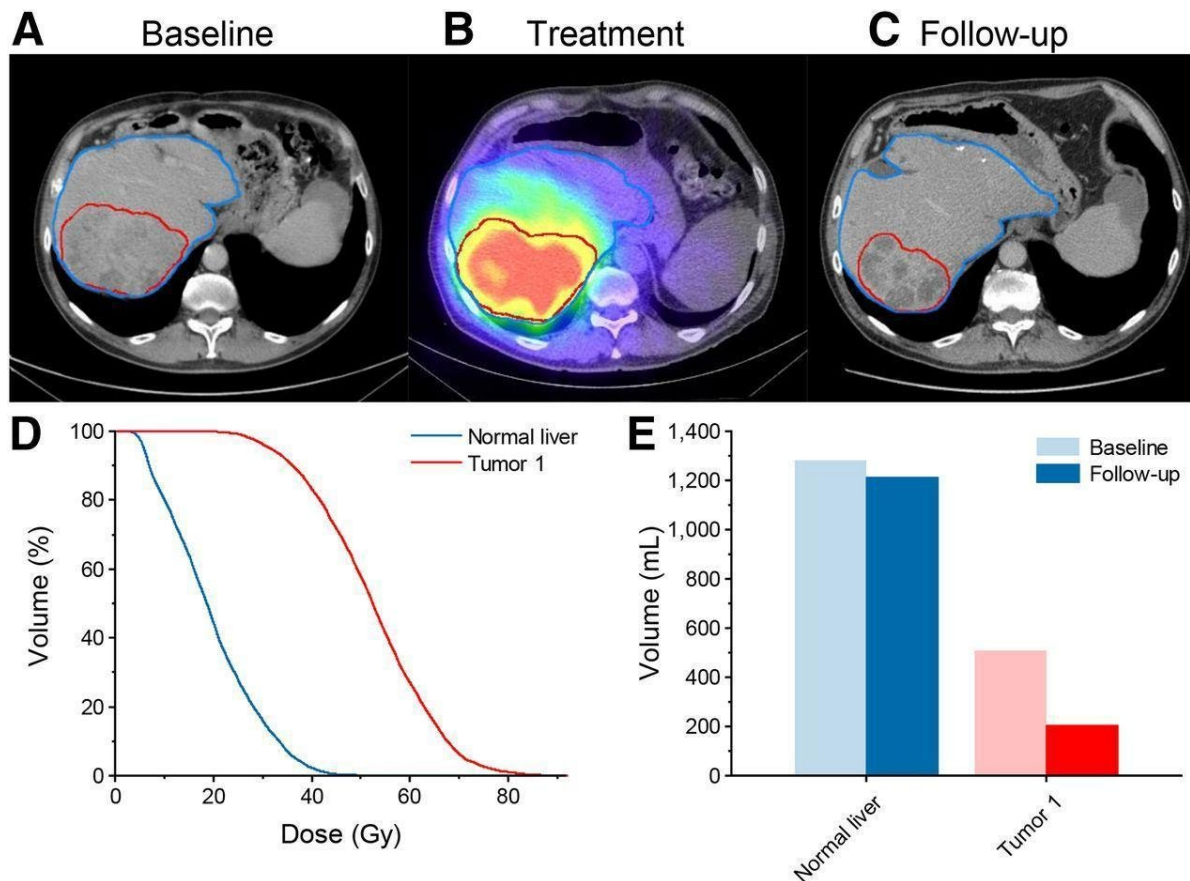 A Baseline
B Treatment
C Follow-up
D
100
80
60
40
20
0
Volume (%)
0 20 40 60 80
Dose (Gy)
Normal liver
Tumor 1
E
1,400
1,200
1,000
800
600
400
200
0
Volume (mL)
Baseline
Follow-up
Normal liver
Tumor 1